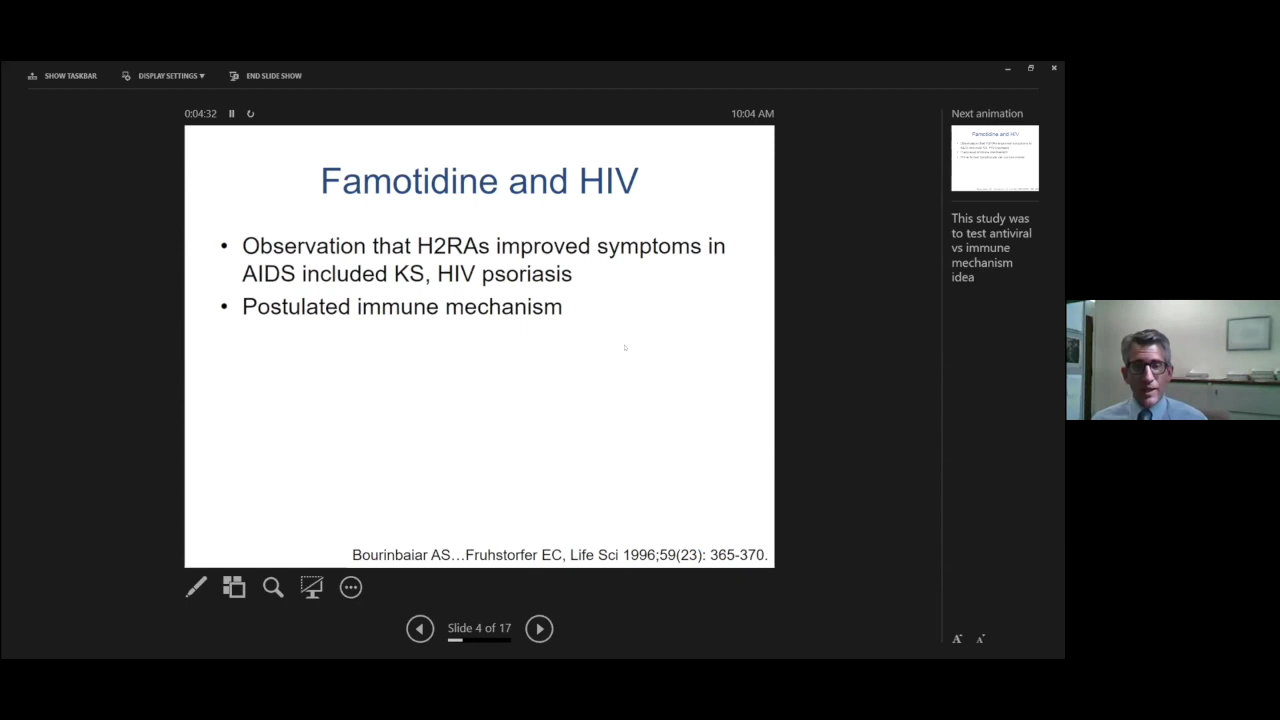 SHOW TASKBAR
DISPLAY SETTINGS
END SLIDE SHOW
0:04:32
10:04 AM
Famotidine and HIV
• Observation that H2RAs improved symptoms in
AIDS included KS, HIV psoriasis
• Postulated immune mechanism
Bourinbaiar AS…Fruhstorfer EC, Life Sci 1996;59(23): 365-370.
Slide 4 of 17
Next animation
Famotidine and HIV
This study was
to test antiviral
vs immune
mechanism
idea
A
A